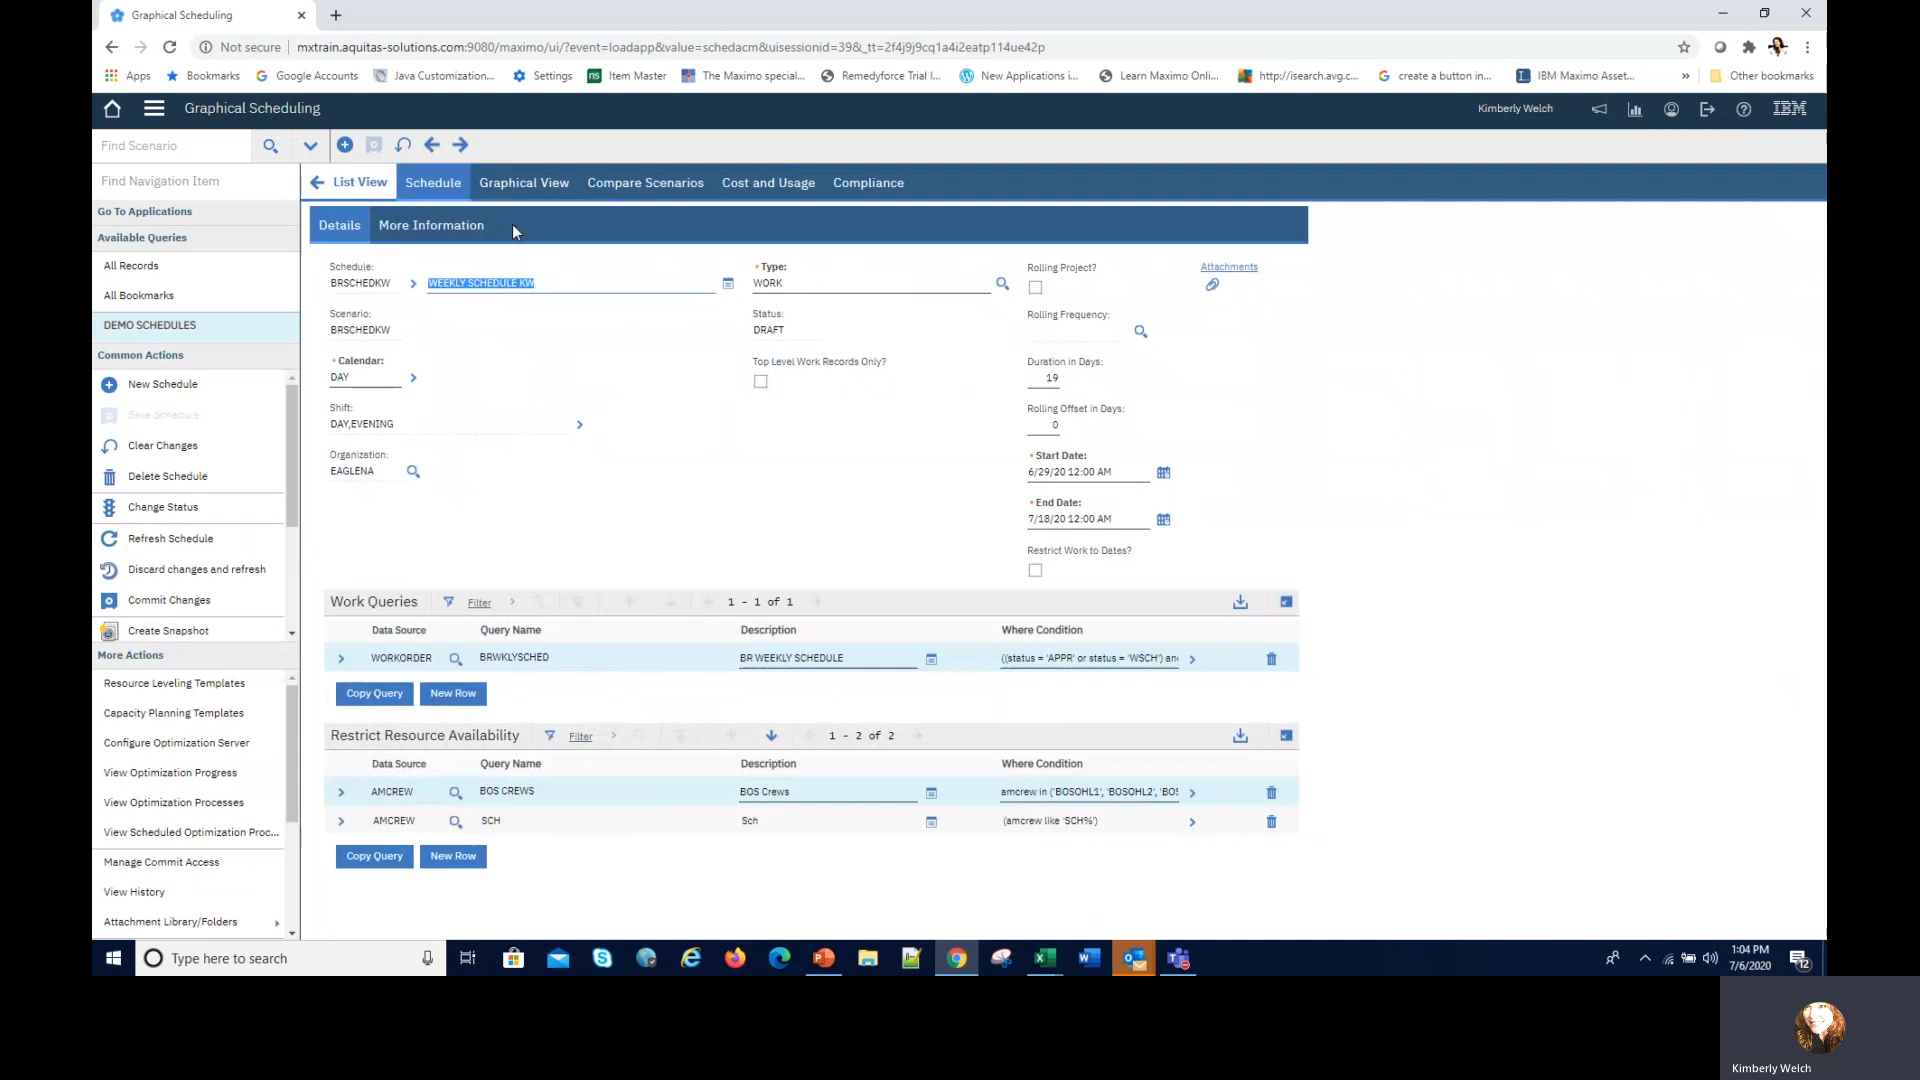 Graphical Scheduling
Not secure | mxtrain.aquitas-solutions.com:9080/maximo/ui/?event=loadapp&value=schedacm&uisessionid=39&_tt=2f4j9j9cq1a4i2eatp114ue42p
Apps Bookmarks Google Accounts Java Customization... Settings Item Master The Maximo special... Remedyforce Trial I... New Applications i... Learn Maximo Onli... http://isearch.avg.c... create a button in... IBM Maximo Asset... » Other bookmarks
Graphical Scheduling Kimberly Welch IBM
Find Scenario
Find Navigation Item
Go To Applications
Available Queries
All Records
All Bookmarks
DEMO SCHEDULES
Common Actions
New Schedule
Save Schedule
Clear Changes
Delete Schedule
Change Status
Refresh Schedule
Discard changes and refresh
Commit Changes
Create Snapshot
More Actions
Resource Leveling Templates
Capacity Planning Templates
Configure Optimization Server
View Optimization Progress
View Optimization Processes
View Scheduled Optimization Proc...
Manage Commit Access
View History
Attachment Library/Folders
List View Schedule Graphical View Compare Scenarios Cost and Usage Compliance
Details More Information
Schedule:
BRSCHEDKW WEEKLY SCHEDULE KW
Scenario:
BRSCHEDKW
* Calendar:
DAY
Shift:
DAY,EVENING
Organization:
EAGLENA
* Type:
WORK
Status:
DRAFT
Top Level Work Records Only?
Rolling Project?
Rolling Frequency:
Duration in Days:
19
Rolling Offset in Days:
0
* Start Date:
6/29/20 12:00 AM
* End Date:
7/18/20 12:00 AM
Restrict Work to Dates?
Attachments
Work Queries Filter 1 - 1 of 1
Data Source Query Name Description Where Condition
WORKORDER BRWKLYSCHED BR WEEKLY SCHEDULE ((status = 'APPR' or status = 'WSCH') an
Copy Query New Row
Restrict Resource Availability Filter 1 - 2 of 2
Data Source Query Name Description Where Condition
AMCREW BOS CREWS BOS Crews amcrew in ('BOSOHL1', 'BOSOHL2', 'BOS
AMCREW SCH Sch (amcrew like 'SCH%')
Copy Query New Row
Type here to search
1:04 PM
7/6/2020
12
Kimberly Welch